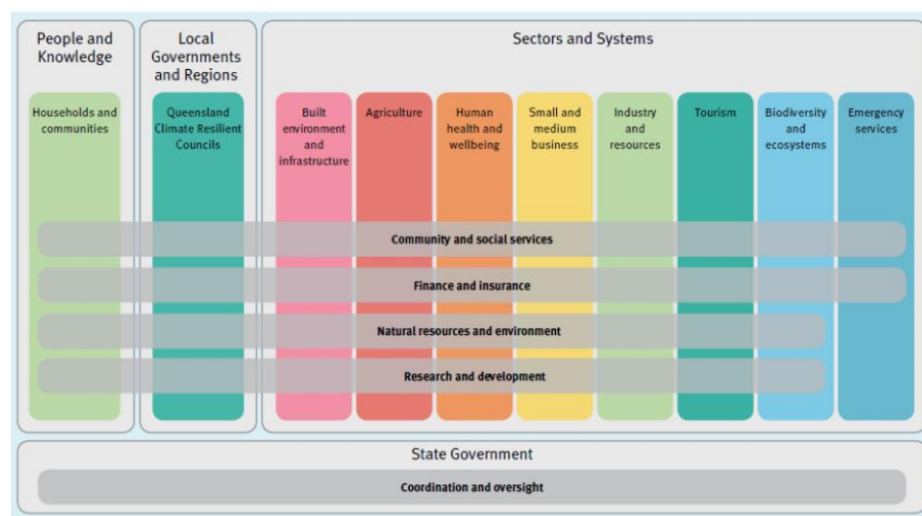 People and
Knowledge
Local
Governments
and Regions
Sectors and Systems
Households and
communities
Queensland
Climate Resilient
Councils
Built
environment
and
infrastructure
Agriculture
Human
health and
wellbeing
Small and
medium
business
Industry
and
resources
Tourism
Biodiversity
and
ecosystems
Emergency
services
Community and social services
Finance and insurance
Natural resources and environment
Research and development
State Government
Coordination and oversight